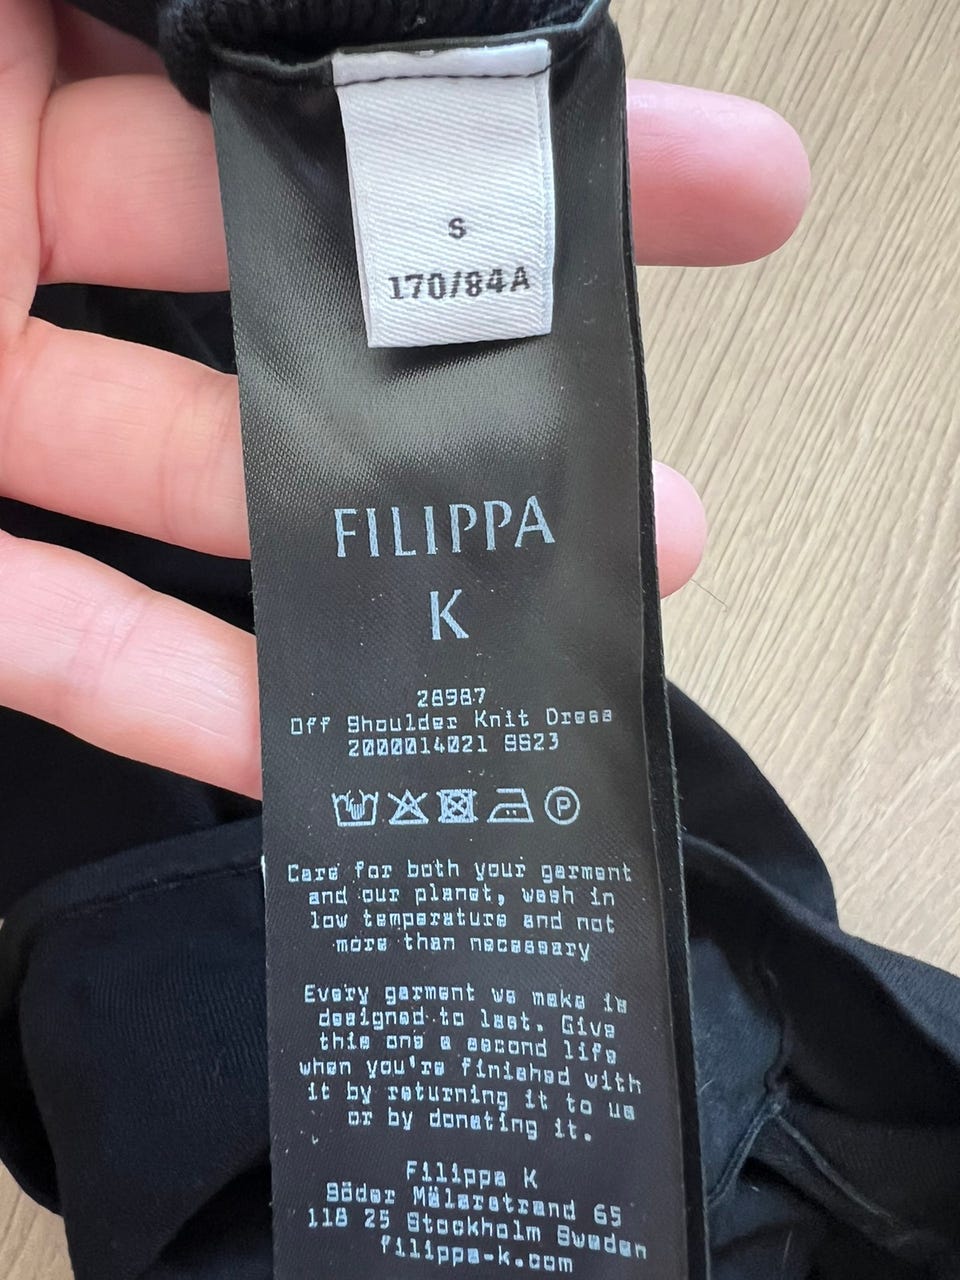 S
170/84A
FILIPPA
K
28987
Off Shoulder Knit Dress
2000014021 SS23
P
Care for both your garment
and our planet, wash in
low temperature and not
more than necessary
Every garment we make is
designed to last. Give
this one a second life
when you're finished with
it by returning it to us
or by donating it.
Filippa K
Söder Mälarstrand 65
118 25 Stockholm Sweden
filippa-k.com